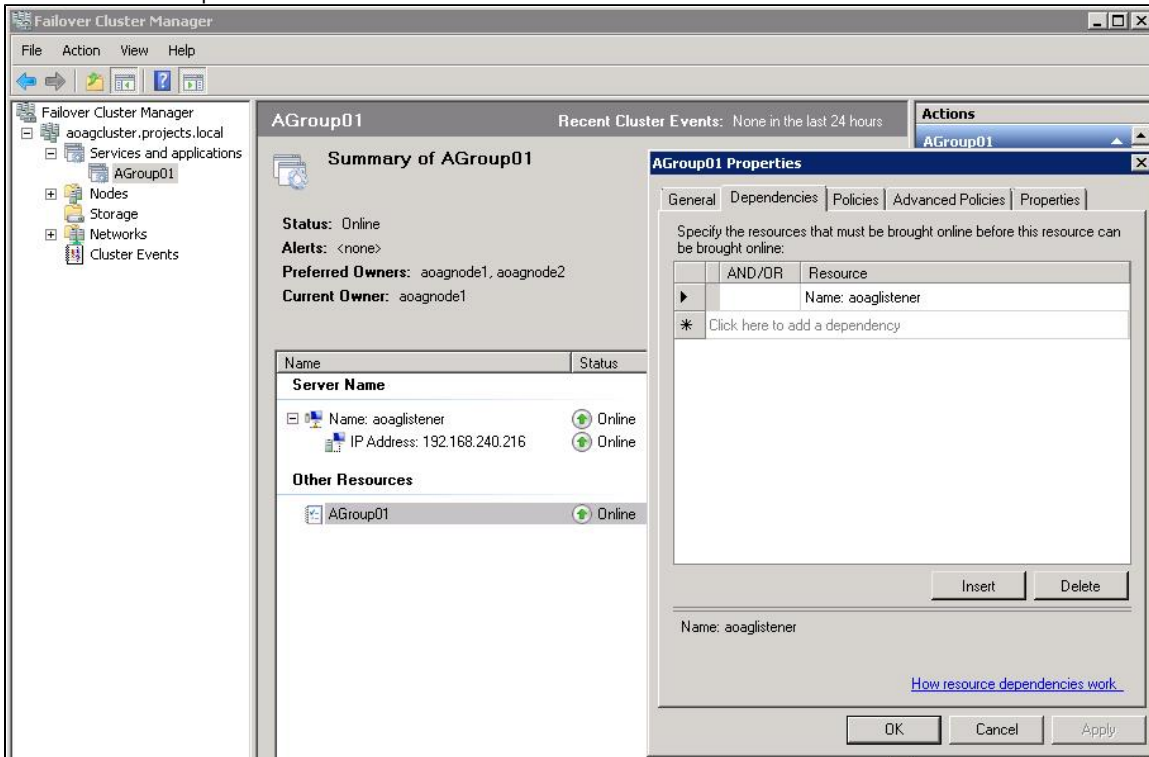 Failover Cluster Manager
File Action View Help
Failover Cluster Manager
aoagcluster.projects.local
Services and applications
AGroup01
Nodes
Storage
Networks
Cluster Events
AGroup01 Recent Cluster Events: None in the last 24 hours
Summary of AGroup01
Status: Online
Alerts: <none>
Preferred Owners: aoagnode1, aoagnode2
Current Owner: aoagnode1
Name Status
Server Name
Name: aoaglistener Online
IP Address: 192.168.240.216 Online
Other Resources
AGroup01 Online
Actions
AGroup01
AGroup01 Properties
General Dependencies Policies Advanced Policies Properties
Specify the resources that must be brought online before this resource can
be brought online:
AND/OR Resource
Name: aoaglistener
Click here to add a dependency
Insert Delete
Name: aoaglistener
How resource dependencies work
OK Cancel Apply